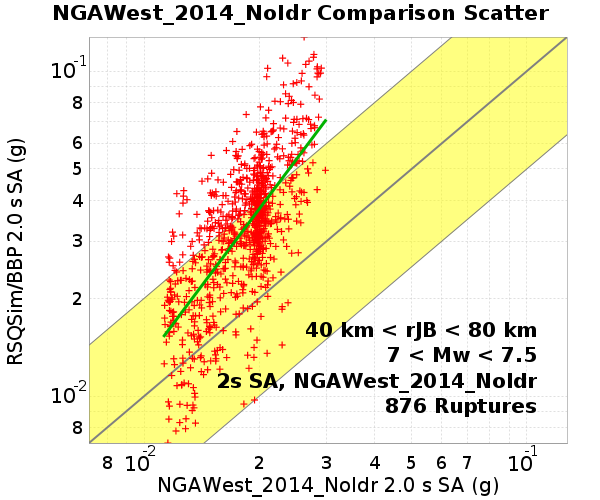 NGAWest_2014_NoIdr Comparison Scatter
10-1
8
6
5
4
3
2
10-2
8
RSQSim/BBP 2.0 s SA (g)
40 km < rJB < 80 km
7 < Mw < 7.5
2s SA, NGAWest_2014_NoIdr
876 Ruptures
8 10-2 2 3 4 5 6 7 8 10-1
NGAWest_2014_NoIdr 2.0 s SA (g)